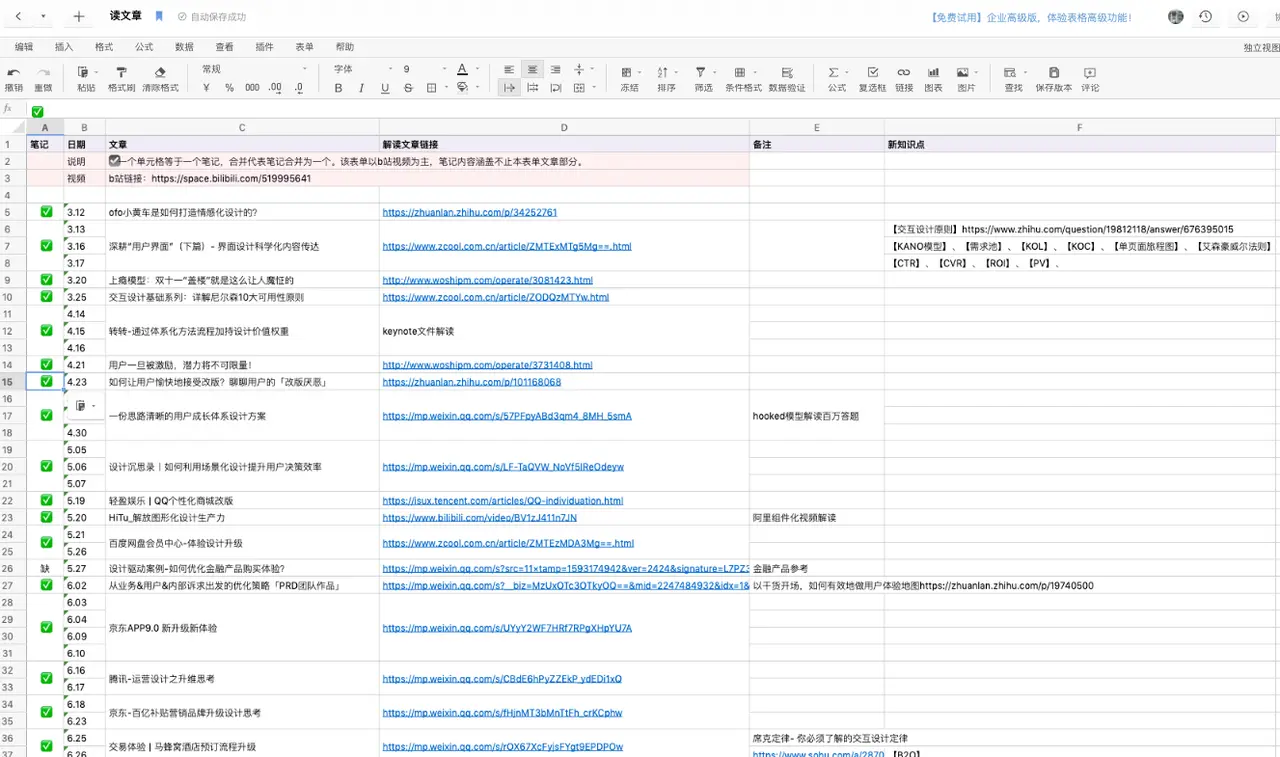 读文章 自动保存成功 【免费试用】企业高级版，体验表格高级功能！
编辑 插入 格式 公式 数据 查看 插件 表单 帮助 独立视图
常规 字体 9
撤销 重做 粘贴 格式刷 清除格式 ¥ % 000 .00 .0 B I U S 冻结 排序 筛选 条件格式 数据验证 公式 复选框 链接 图表 图片 查找 保存版本 评论
fx ✅
A B C D E F
1 笔记 日期 文章 解读文章链接 备注 新知识点
2 说明 一个单元格等于一个笔记，合并代表笔记合并为一个。该表单以b站视频为主，笔记内容涵盖不止本表单文章部分。
3 视频 b站链接：https://space.bilibili.com/519995641
4
5 ✅ 3.12 ofo小黄车是如何打造情感化设计的? https://zhuanlan.zhihu.com/p/34252761
6 3.13 【交互设计原则】https://www.zhihu.com/question/19812118/answer/676395015
7 ✅ 3.16 深耕“用户界面”（下篇）- 界面设计科学化内容传达 https://www.zcool.com.cn/article/ZMTExMTg5Mg==.html 【KANO模型】、【需求池】、【KOL】、【KOC】、【单页面旅程图】、【艾森豪威尔法则】
8 3.17 【CTR】、【CVR】、【ROI】、【PV】、
9 ✅ 3.20 上瘾模型：双十一“盖楼”就是这么让人魔怔的 http://www.woshipm.com/operate/3081423.html
10 ✅ 3.25 交互设计基础系列：详解尼尔森10大可用性原则 https://www.zcool.com.cn/article/ZODQzMTYw.html
11 4.14
12 ✅ 4.15 转转-通过体系化方法流程加持设计价值权重 keynote文件解读
13 4.16
14 ✅ 4.21 用户一旦被激励，潜力将不可限量！ http://www.woshipm.com/operate/3731408.html
15 ✅ 4.23 如何让用户愉快地接受改版？聊聊用户的「改版厌恶」 https://zhuanlan.zhihu.com/p/101168068
16
17 ✅ 一份思路清晰的用户成长体系设计方案 https://mp.weixin.qq.com/s/57PFpyABd3qm4_8MH_5smA hooked模型解读百万答题
18 4.30
19 5.05
20 ✅ 5.06 设计沉思录｜如何利用场景化设计提升用户决策效率 https://mp.weixin.qq.com/s/LF-TaQVW_NoVf5IReOdeyw
21 5.07
22 ✅ 5.19 轻盈娱乐 | QQ个性化商城改版 https://isux.tencent.com/articles/QQ-individuation.html
23 ✅ 5.20 HiTu_解放图形化设计生产力 https://www.bilibili.com/video/BV1zJ411n7JN 阿里组件化视频解读
24 5.21
✅ 百度网盘会员中心-体验设计升级 https://www.zcool.com.cn/article/ZMTEzMDA3Mg==.html
25 5.26
26 缺 5.27 设计驱动案例-如何优化金融产品购买体验? https://mp.weixin.qq.com/s?src=11&timestamp=1593174942&ver=2424&signature=L7PZ3 金融产品参考
27 ✅ 6.02 从业务&用户&内部诉求出发的优化策略「PRD团队作品」 https://mp.weixin.qq.com/s?__biz=MzUxOTc3OTkyOQ==&mid=2247484932&idx=1& 以干货开场，如何有效地做用户体验地图https://zhuanlan.zhihu.com/p/19740500
28 6.03
29 6.04
✅ 京东APP9.0 新升级新体验 https://mp.weixin.qq.com/s/UYyY2WF7HRf7RPgXHpYU7A
30 6.09
31 6.10
32 6.16
✅ 腾讯-运营设计之升维思考 https://mp.weixin.qq.com/s/CBdE6hPyZZEkP_ydEDi1xQ
33 6.17
34 6.18
✅ 京东-百亿补贴营销品牌升级设计思考 https://mp.weixin.qq.com/s/fHjnMT3bMnTtFh_crKCphw
35 6.23
36 6.25 席克定律- 你必须了解的交互设计定律
✅ 交易体验 | 马蜂窝酒店预订流程升级 https://mp.weixin.qq.com/s/rOX67XcFyjsFYgt9EPDPOw
37 6.26 https://www.sohu.com/a/2870 【B2O】